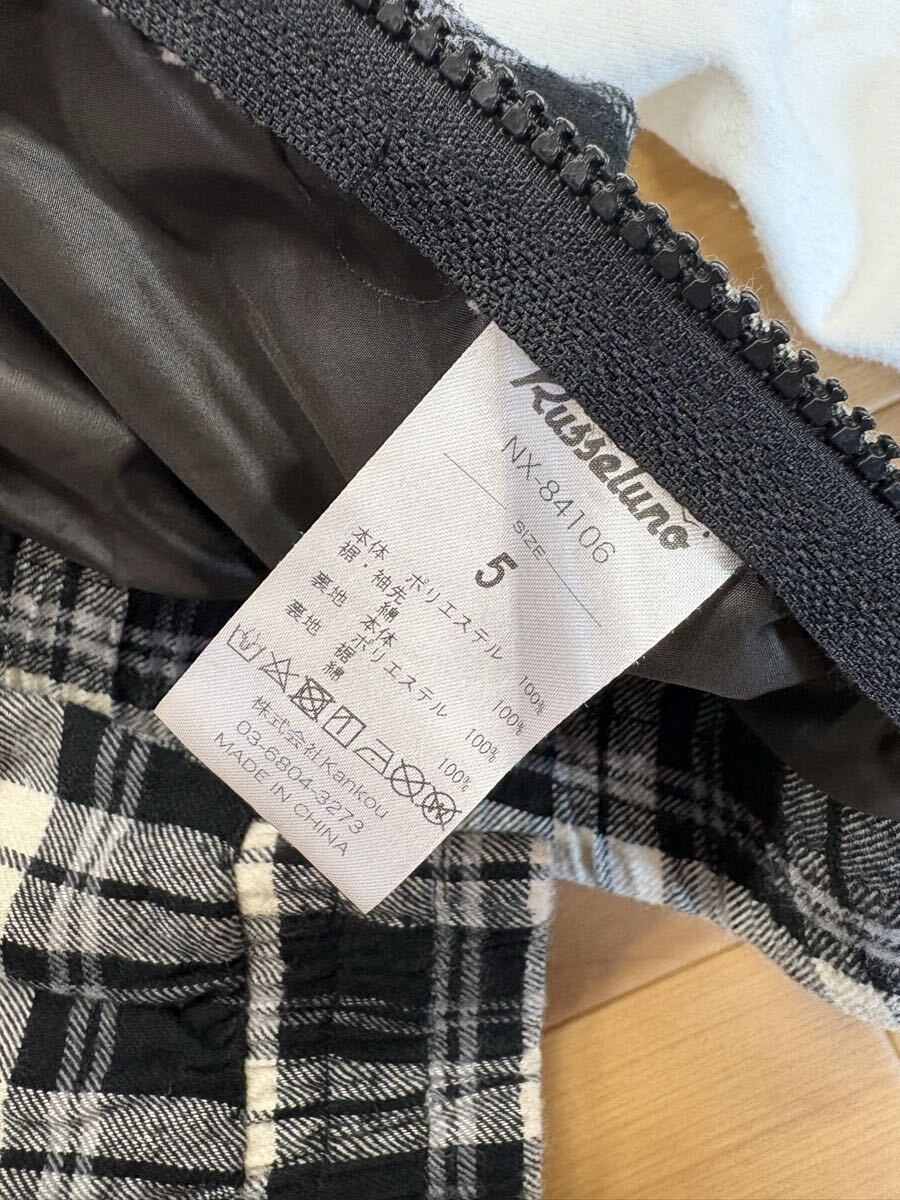 Russeluno
NX-84106
SIZE
5
本体 ポリエステル 100%
裾・袖先 綿 100%
裏地 本体 ポリエステル 100%
裏地 裾 綿 100%
株式会社Kankou
03-6804-3273
MADE IN CHINA